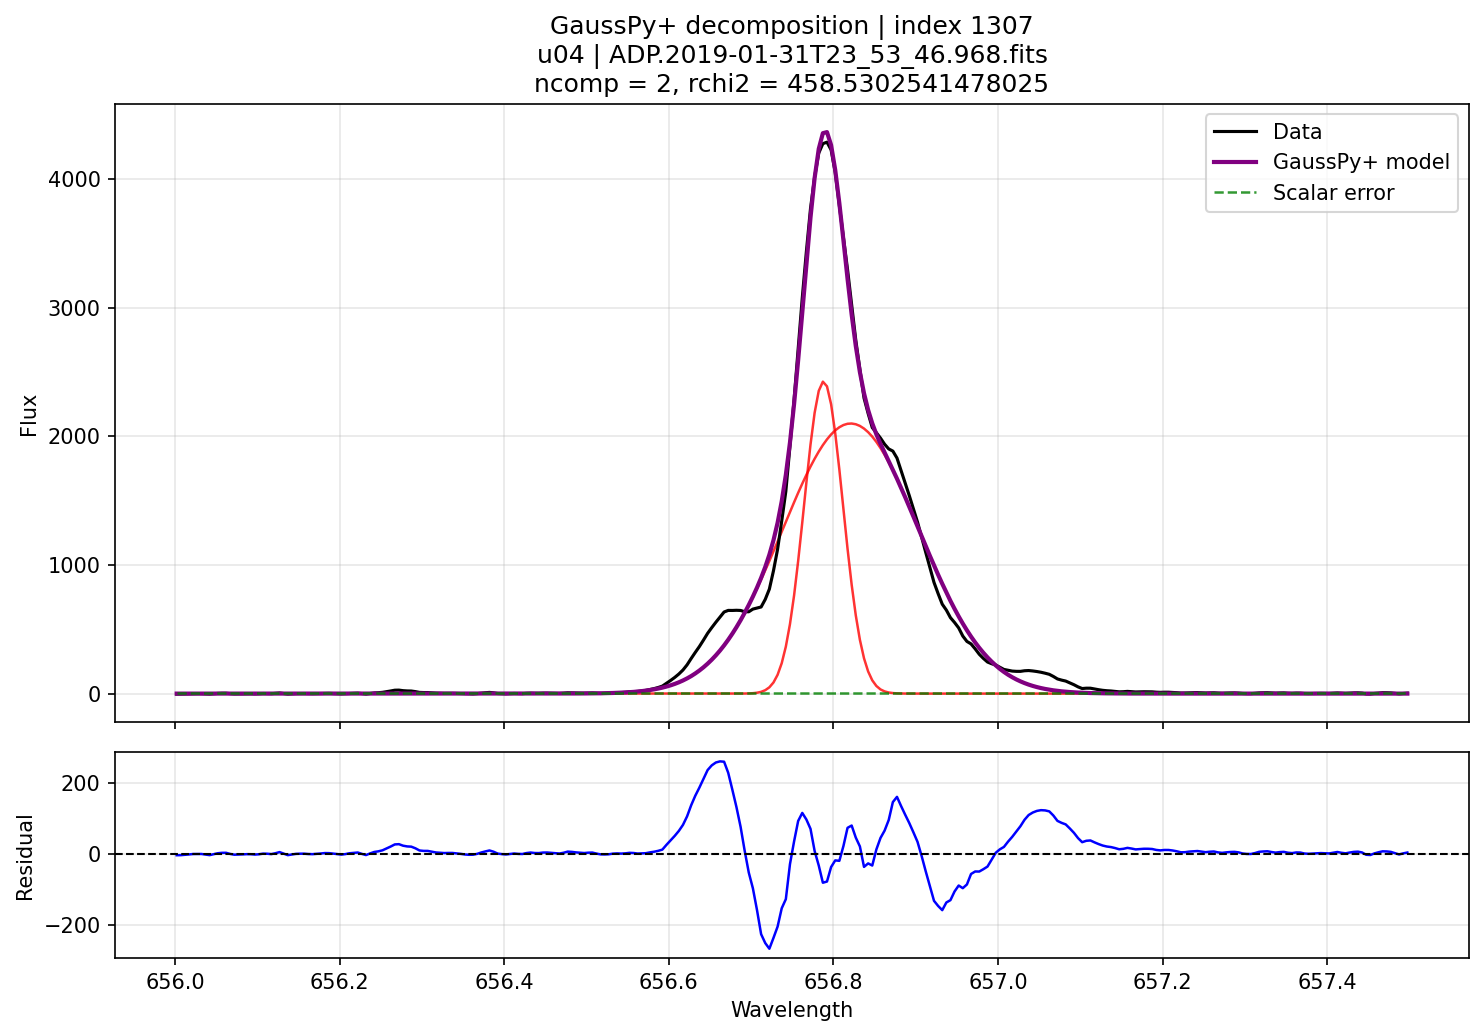 GaussPy+ decomposition | index 1307
u04 | ADP.2019-01-31T23_53_46.968.fits
ncomp = 2, rchi2 = 458.5302541478025
Data
GaussPy+ model
Scalar error
Flux
4000
3000
2000
1000
0
Residual
200
0
−200
656.0 656.2 656.4 656.6 656.8 657.0 657.2 657.4
Wavelength